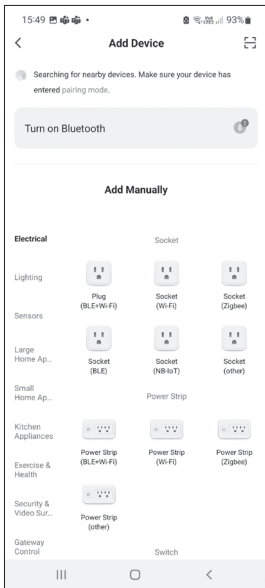 15:49 93%
Add Device
Searching for nearby devices. Make sure your device has
entered pairing mode.
Turn on Bluetooth
Add Manually
Electrical
Lighting
Sensors
Large
Home Ap...
Small
Home Ap...
Kitchen
Appliances
Exercise &
Health
Security &
Video Sur...
Gateway
Control
Socket
Plug
(BLE+Wi-Fi)
Socket
(Wi-Fi)
Socket
(Zigbee)
Socket
(BLE)
Socket
(NB-IoT)
Socket
(other)
Power Strip
Power Strip
(BLE+Wi-Fi)
Power Strip
(Wi-Fi)
Power Strip
(Zigbee)
Power Strip
(other)
Switch